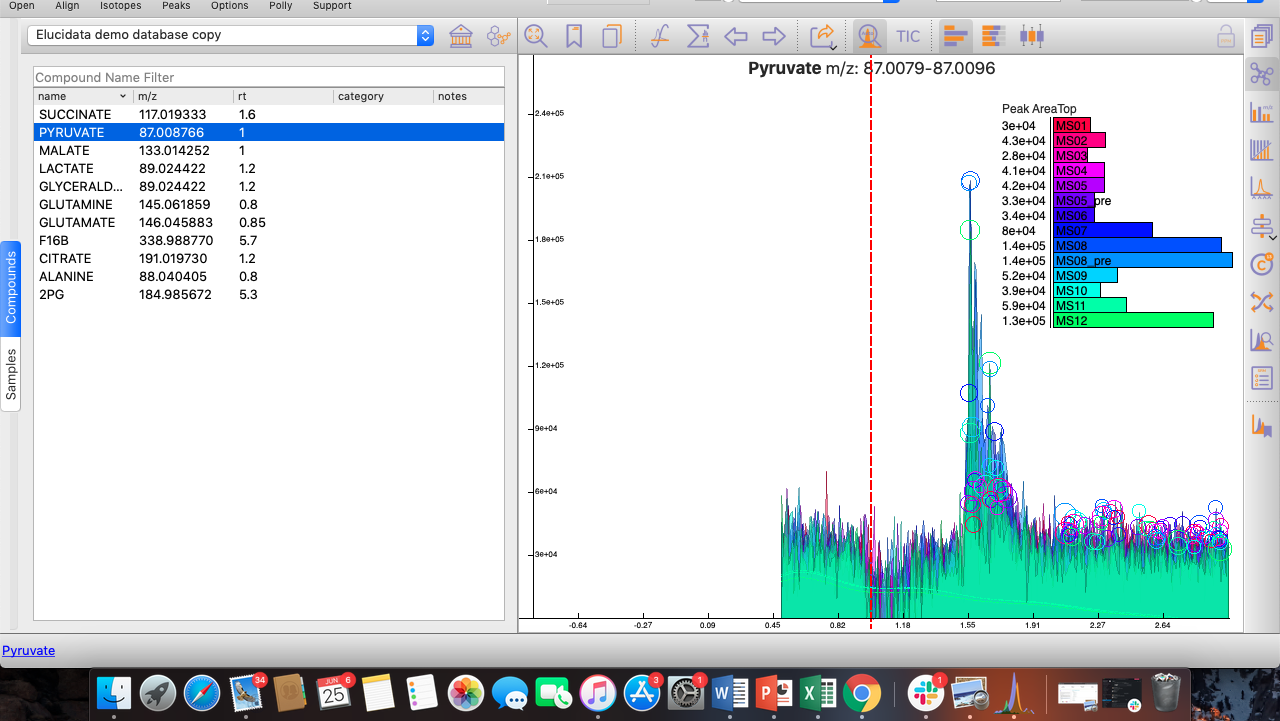 Open Align Isotopes Peaks Options Polly Support
Elucidata demo database copy
TIC
Compound Name Filter
name m/z rt category notes
SUCCINATE 117.019333 1.6
PYRUVATE 87.008766 1
MALATE 133.014252 1
LACTATE 89.024422 1.2
GLYCERALD... 89.024422 1.2
GLUTAMINE 145.061859 0.8
GLUTAMATE 146.045883 0.85
F16B 338.988770 5.7
CITRATE 191.019730 1.2
ALANINE 88.040405 0.8
2PG 184.985672 5.3
Compounds
Samples
Pyruvate m/z: 87.0079-87.0096
Peak AreaTop
3e+04 MS01
4.3e+04 MS02
2.8e+04 MS03
4.1e+04 MS04
4.2e+04 MS05
3.3e+04 MS05_pre
3.4e+04 MS06
8e+04 MS07
1.4e+05 MS08
1.4e+05 MS08_pre
5.2e+04 MS09
3.9e+04 MS10
5.9e+04 MS11
1.3e+05 MS12
2.4e+05
2.1e+05
1.8e+05
1.5e+05
1.2e+05
9e+04
6e+04
3e+04
-0.64 -0.27 0.09 0.45 0.82 1.18 1.55 1.91 2.27 2.64
Pyruvate
34
JUN 6
25
3
1
W P X
1